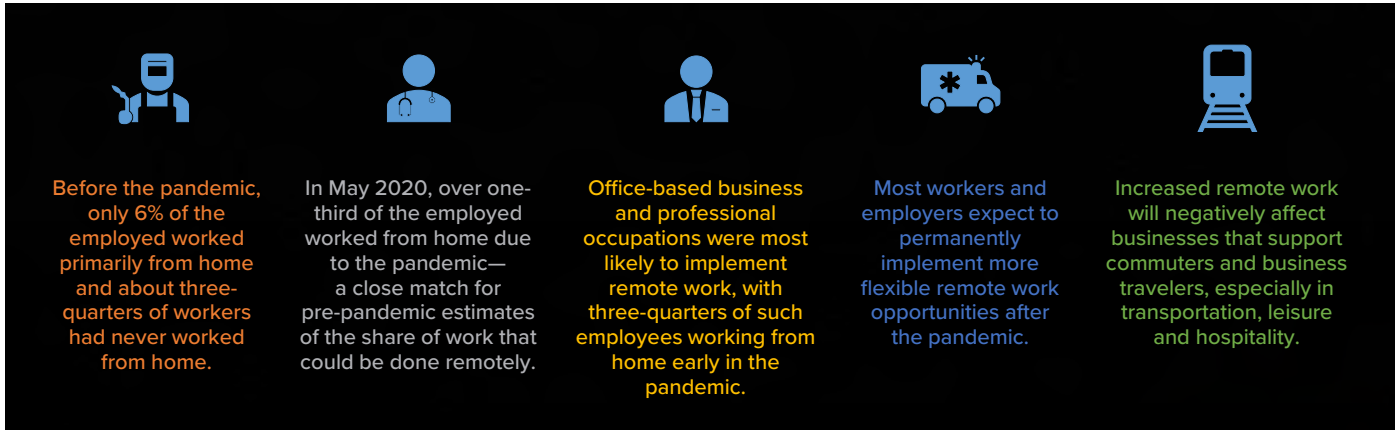 Before the pandemic,
only 6% of the
employed worked
primarily from home
and about three-
quarters of workers
had never worked
from home.
In May 2020, over one-
third of the employed
worked from home due
to the pandemic—
a close match for
pre-pandemic estimates
of the share of work that
could be done remotely.
Office-based business
and professional
occupations were most
likely to implement
remote work, with
three-quarters of such
employees working from
home early in the
pandemic.
Most workers and
employers expect to
permanently
implement more
flexible remote work
opportunities after
the pandemic.
Increased remote work
will negatively affect
businesses that support
commuters and business
travelers, especially in
transportation, leisure
and hospitality.